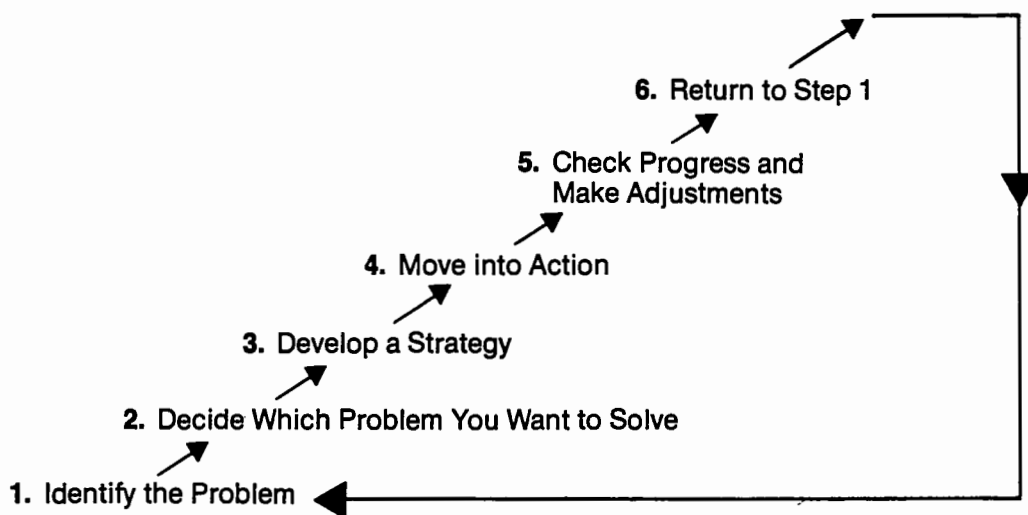 6. Return to Step 1
5. Check Progress and
Make Adjustments
4. Move into Action
3. Develop a Strategy
2. Decide Which Problem You Want to Solve
1. Identify the Problem